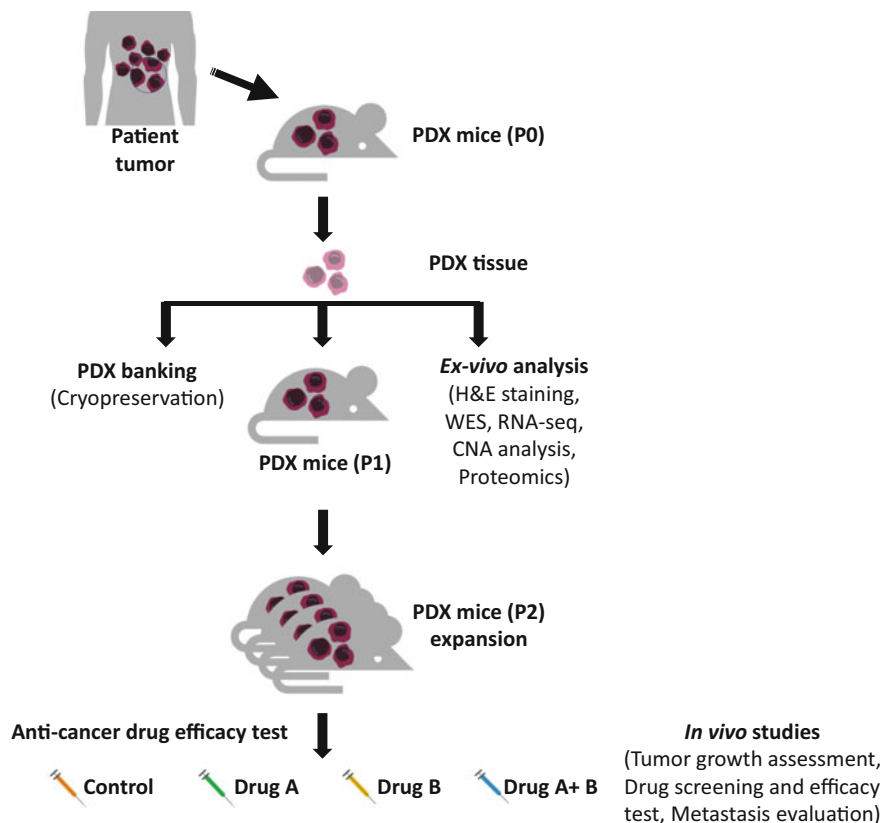 Patient
tumor
PDX mice (P0)
PDX tissue
PDX banking
(Cryopreservation)
PDX mice (P1)
Ex-vivo analysis
(H&E staining,
WES, RNA-seq,
CNA analysis,
Proteomics)
PDX mice (P2)
expansion
Anti-cancer drug efficacy test
Control
Drug A
Drug B
Drug A+ B
In vivo studies
(Tumor growth assessment,
Drug screening and efficacy
test, Metastasis evaluation)